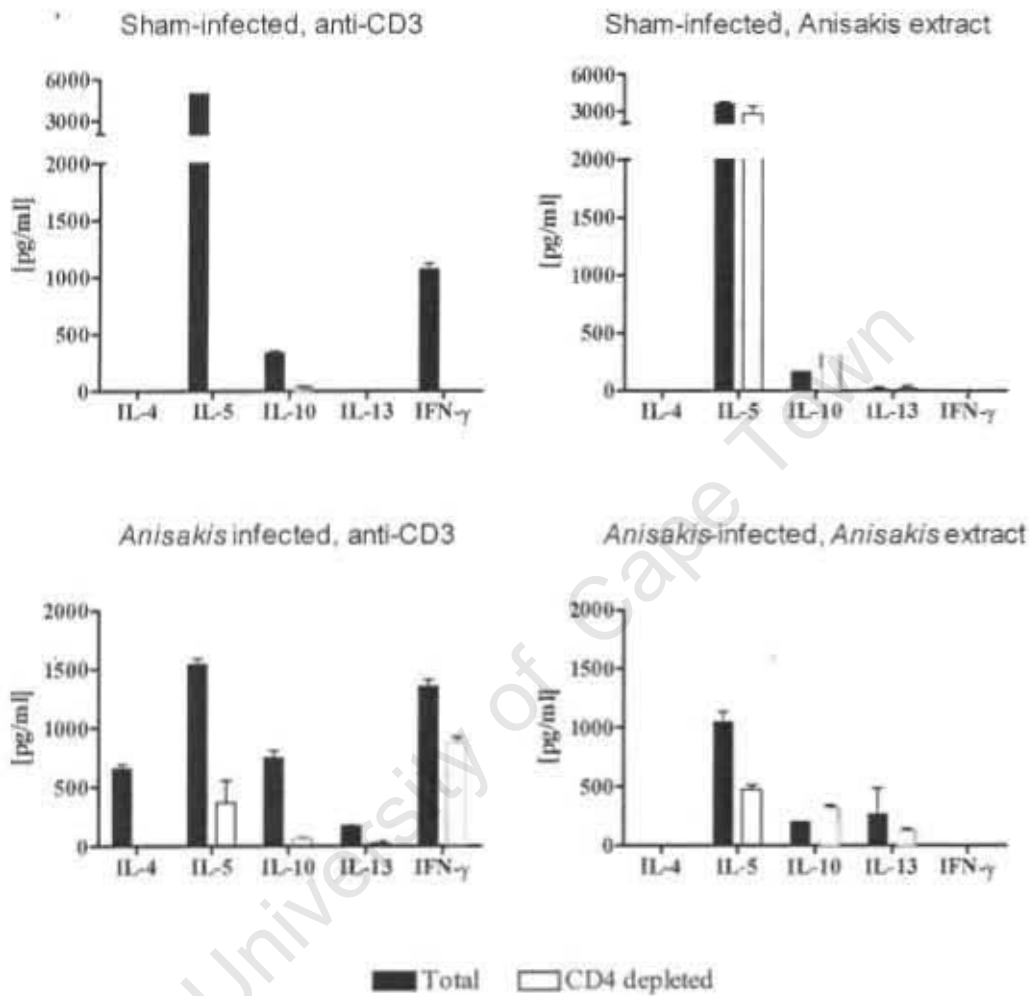 Sham-infected, anti-CD3
Sham-infected, Anisakis extract
6000
3000
2000
1500
1000
500
0
[pg/ml]
IL-4 IL-5 IL-10 IL-13 IFN-γ
6000
3000
2000
1500
1000
500
0
[pg/ml]
IL-4 IL-5 IL-10 IL-13 IFN-γ
Anisakis infected, anti-CD3
Anisakis-infected, Anisakis extract
2000
1500
1000
500
0
[pg/ml]
IL-4 IL-5 IL-10 IL-13 IFN-γ
2000
1500
1000
500
0
[pg/ml]
IL-4 IL-5 IL-10 IL-13 IFN-γ
Total CD4 depleted
University of Cape Town